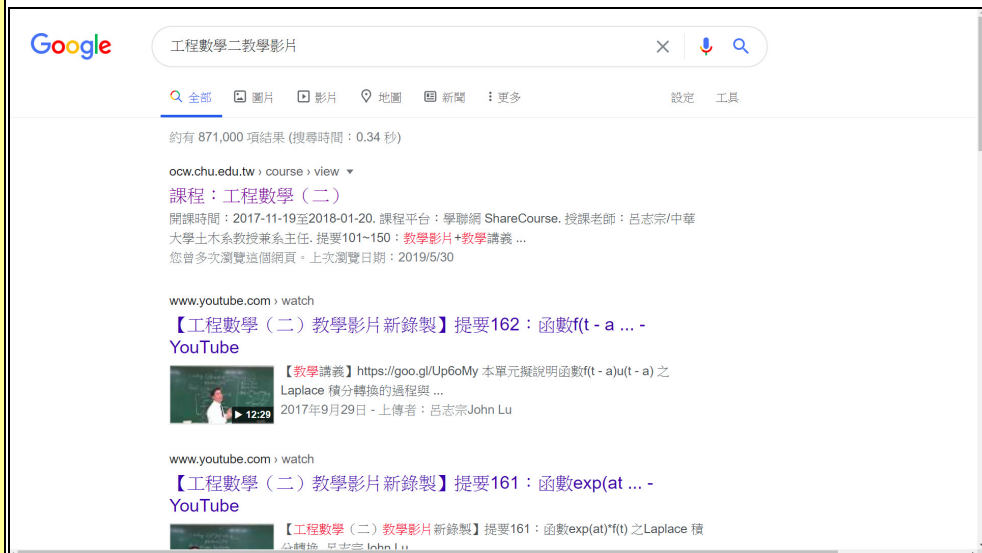 Google
工程數學二教學影片
全部 圖片 影片 地圖 新聞 更多 設定 工具
約有 871,000 項結果 (搜尋時間：0.34 秒)
ocw.chu.edu.tw › course › view
課程：工程數學（二）
開課時間：2017-11-19至2018-01-20. 課程平台：學聯網 ShareCourse. 授課老師：呂志宗/中華
大學土木系教授兼系主任. 提要101~150：教學影片+教學講義 ...
您曾多次瀏覽這個網頁。上次瀏覽日期：2019/5/30
www.youtube.com › watch
【工程數學（二）教學影片新錄製】提要162：函數f(t - a ... -
YouTube
【教學講義】https://goo.gl/Up6oMy 本單元擬說明函數f(t - a)u(t - a) 之
Laplace 積分轉換的過程與 ...
12:29
2017年9月29日 - 上傳者：呂志宗John Lu
www.youtube.com › watch
【工程數學（二）教學影片新錄製】提要161：函數exp(at ... -
YouTube
【工程數學（二）教學影片新錄製】提要161：函數exp(at)*f(t) 之Laplace 積
分轉換. 呂志宗John Lu